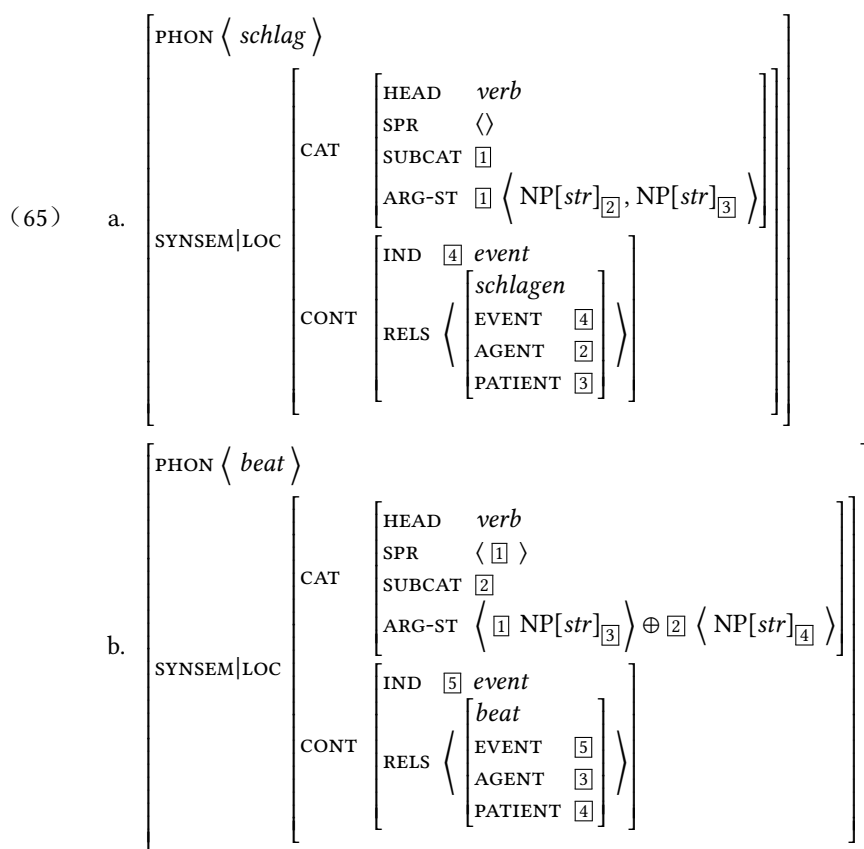 (65) a. PHON ⟨ schlag ⟩
SYNSEM|LOC
CAT
HEAD verb
SPR ⟨⟩
SUBCAT 1
ARG-ST 1 ⟨ NP[str]2, NP[str]3 ⟩
CONT
IND 4 event
RELS ⟨
schlagen
EVENT 4
AGENT 2
PATIENT 3
⟩
b. PHON ⟨ beat ⟩
SYNSEM|LOC
CAT
HEAD verb
SPR ⟨ 1 ⟩
SUBCAT 2
ARG-ST ⟨ 1 NP[str]3 ⟩ ⊕ 2 ⟨ NP[str]4 ⟩
CONT
IND 5 event
RELS ⟨
beat
EVENT 5
AGENT 3
PATIENT 4
⟩